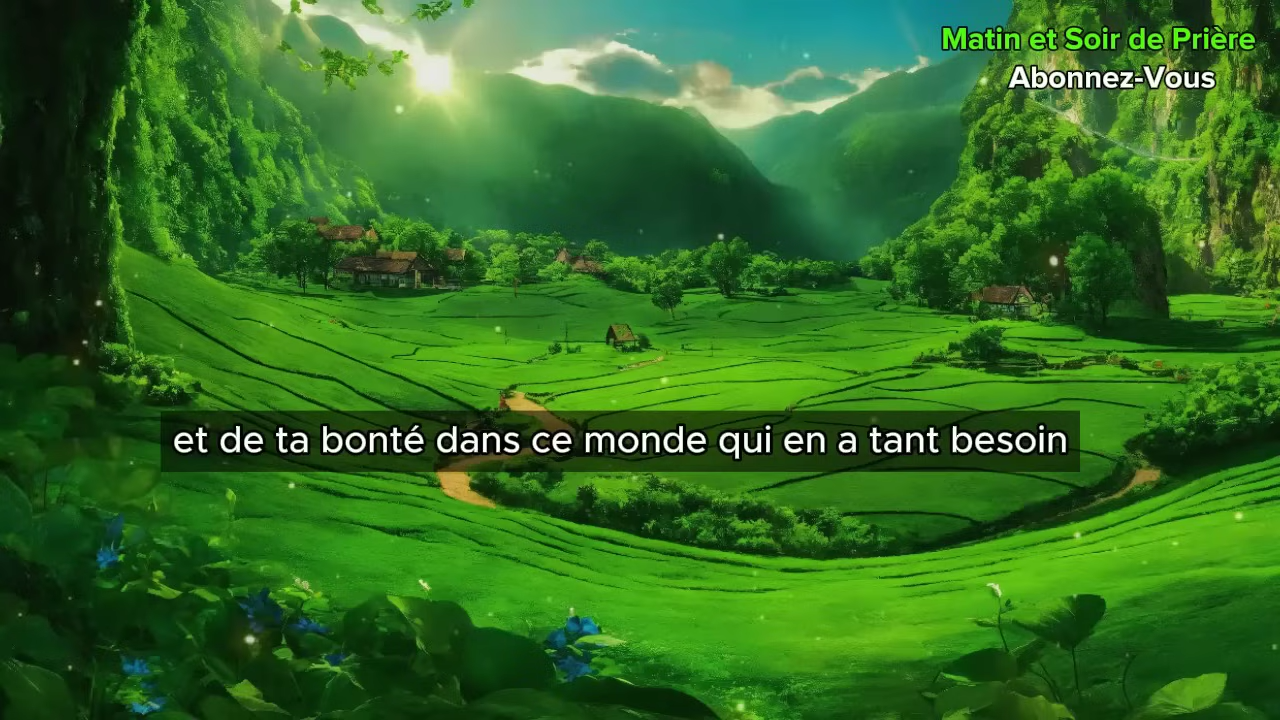 Matin et Soir de Prière
Abonnez-Vous
et de ta bonté dans ce monde qui en a tant besoin